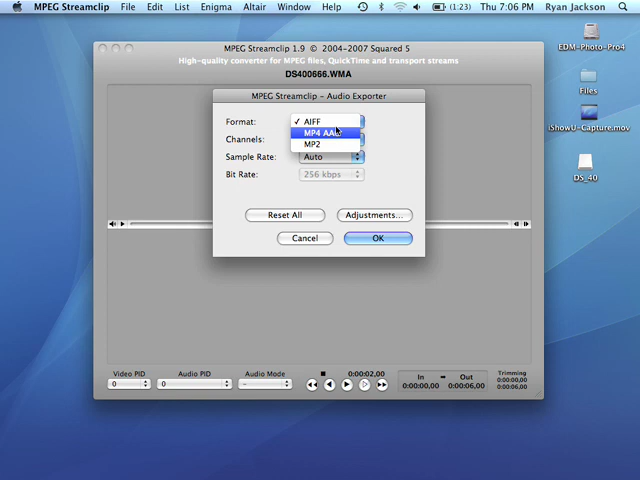 MPEG Streamclip File Edit List Enigma Altair Window Help (1:23) Thu 7:06 PM Ryan Jackson
MPEG Streamclip 1.9 © 2004-2007 Squared 5
High-quality converter for MPEG files, QuickTime and transport streams
DS400666.WMA
MPEG Streamclip - Audio Exporter
Format:
✓ AIFF
MP4 AAC
MP2
Channels:
Sample Rate: Auto
Bit Rate: 256 kbps
Reset All Adjustments...
Cancel OK
Video PID Audio PID Audio Mode 0:00:02,00
0 0 -
In - Out
0:00:00,00 0:00:06,00
Trimming
0:00:00,00
0:00:06,00
EDM-Photo-Pro4
Files
iShowU-Capture.mov
DS_40